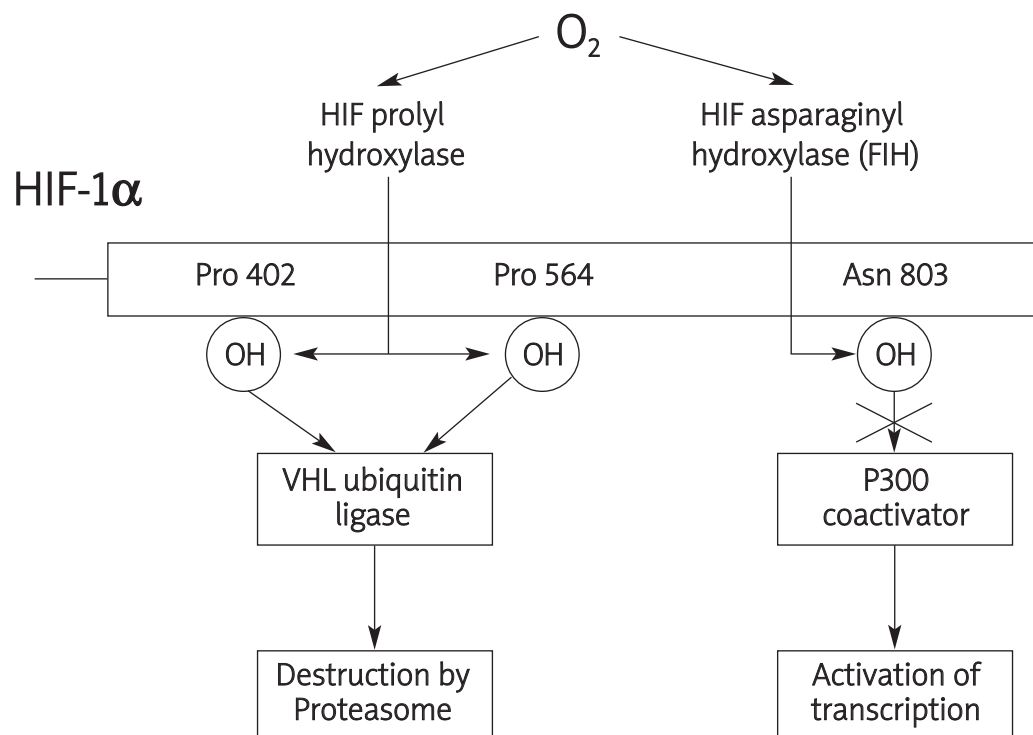 O₂
HIF prolyl
hydroxylase
HIF asparaginyl
hydroxylase (FIH)
HIF-1α
Pro 402
Pro 564
Asn 803
OH
OH
OH
VHL ubiquitin
ligase
P300
coactivator
Destruction by
Proteasome
Activation of
transcription